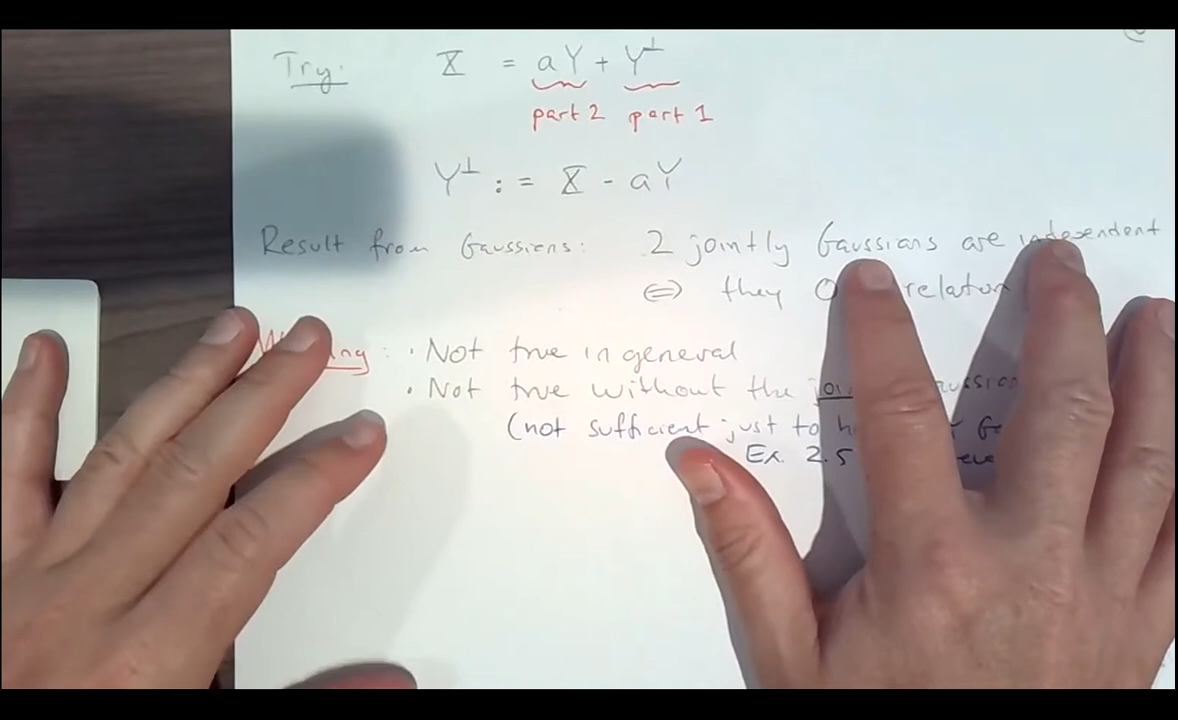 Try: X = aY + Y⊥
part 2 part 1
Y⊥ := X - aY
Result from Gaussians: 2 jointly Gaussians are independent
⇔ they
: · Not true in general
· Not true without the
(not sufficient just to
Ex. 2.5